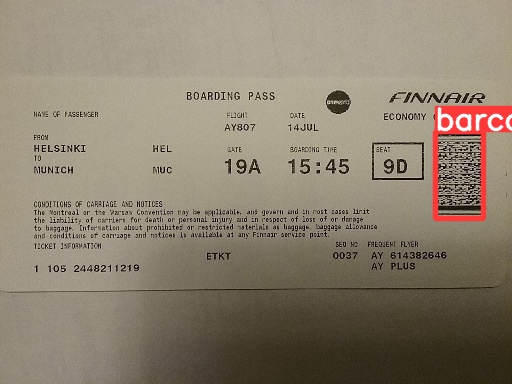 BOARDING PASS
FINNAIR
NAME OF PASSENGER
FLIGHT DATE
ECONOMY
AY807 14JUL
barco
FROM
HELSINKI HEL
TO
MUNICH MUC
GATE BOARDING TIME SEAT
19A 15:45 9D
CONDITIONS OF CARRIAGE AND NOTICES
The Montreal or the Warsaw Convention may be applicable, and govern and in most cases limit
the liability of carriers for death or personal injury and in respect of loss of or damage
to baggage. Information about prohibited or restricted materials as baggage, baggage allowance
and conditions of carriage and notices is available at any Finnair service point.
TICKET INFORMATION
SEQ NO FREQUENT FLYER
ETKT
0037 AY 614382646
1 105 2448211219
AY PLUS